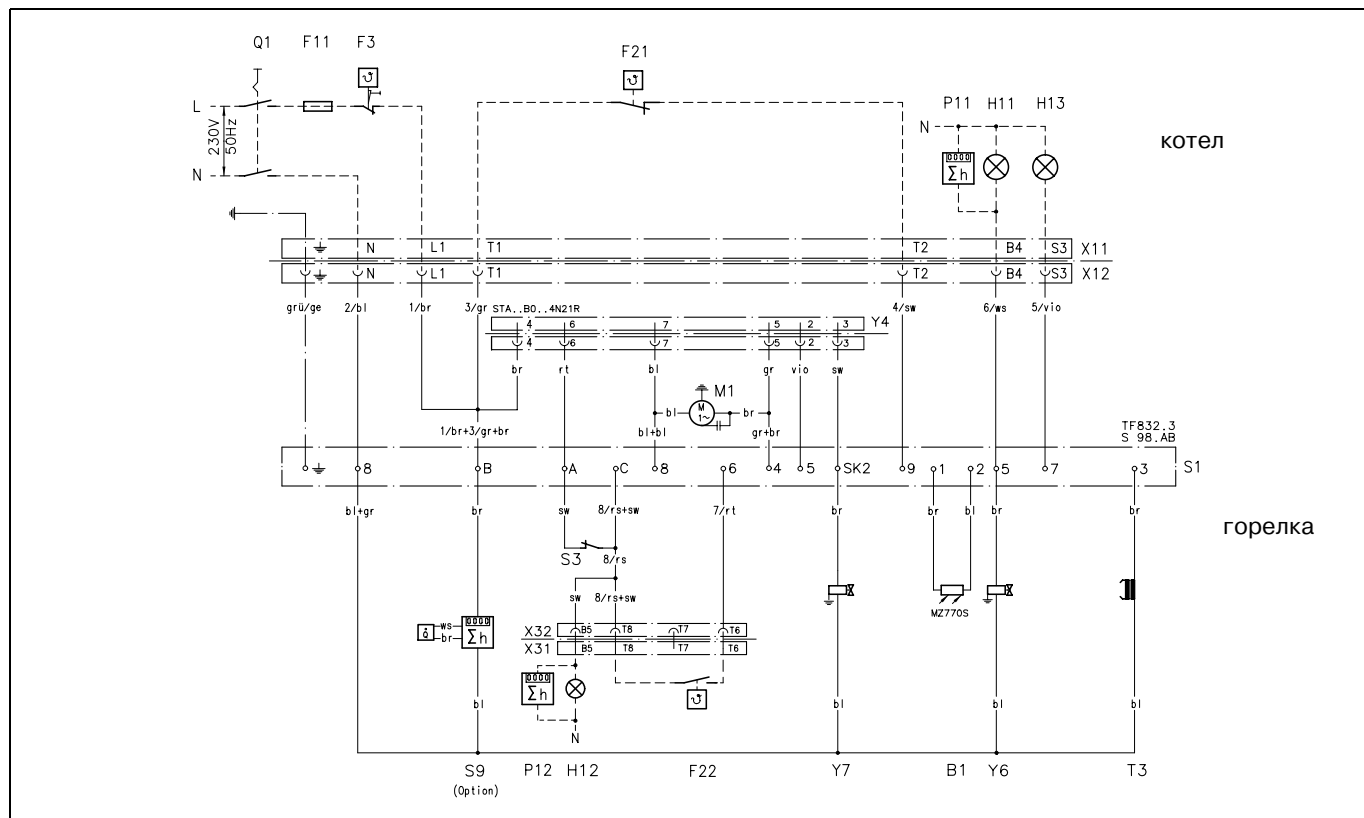 Q1 F11 F3 F21
P11 H11 H13
L N
230V
50Hz
N
котел
N L1 T1 T2 B4 S3 X11
N L1 T1 T2 B4 S3 X12
grü/ge 2/bl 1/br 3/gr STA..B0..4N21R 4/sw 6/ws 5/vio
4 6 7 5 2 3 Y4
4 6 7 5 2 3
br rt bl gr vio sw
M1
bl M 1~ br
1/br+3/gr+br bl+bl gr+br
TF832.3
S 98.AB
8 B A C 8 6 4 5 SK2 9 1 2 5 7 3 S1
bl+gr br sw 8/rs+sw 7/rt br br bl br br
горелка
S3 8/rs
sw 8/rs+sw
MZ770S
ws
br
0000
Σh
X32 B5 T8 T7 T6
X31 B5 T8 T7 T6
0000
Σh
0000
Σh
bl bl bl bl
N
S9 P12 H12 F22 Y7 B1 Y6 T3
(Option)